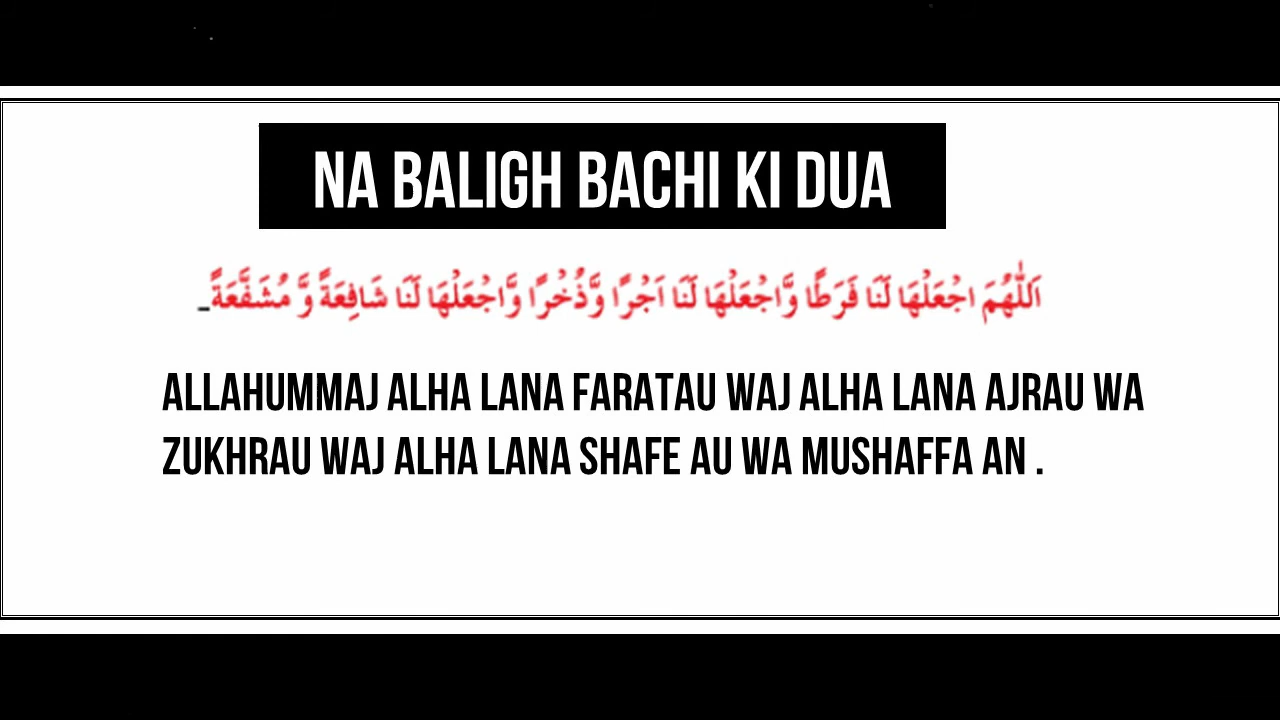 NA BALIGH BACHI KI DUA
اَللّٰهُمَّ اجْعَلْهَا لَنَا فَرَطًا وَّاجْعَلْهَا لَنَا اَجْرًا وَّذُخْرًا وَّاجْعَلْهَا لَنَا شَافِعَةً وَّ مُشَفَّعَةً۔
ALLAHUMMAJ ALHA LANA FARATAU WAJ ALHA LANA AJRAU WA
ZUKHRAU WAJ ALHA LANA SHAFE AU WA MUSHAFFA AN .